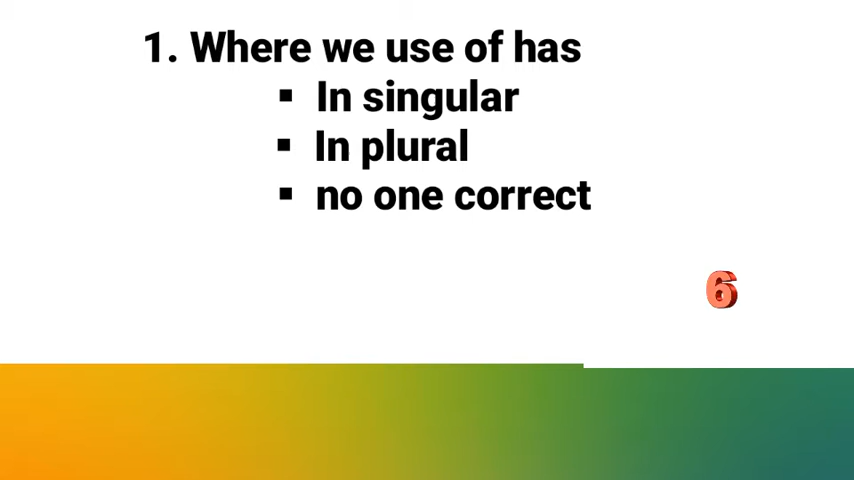 1. Where we use of has
▪ In singular
▪ In plural
▪ no one correct
6